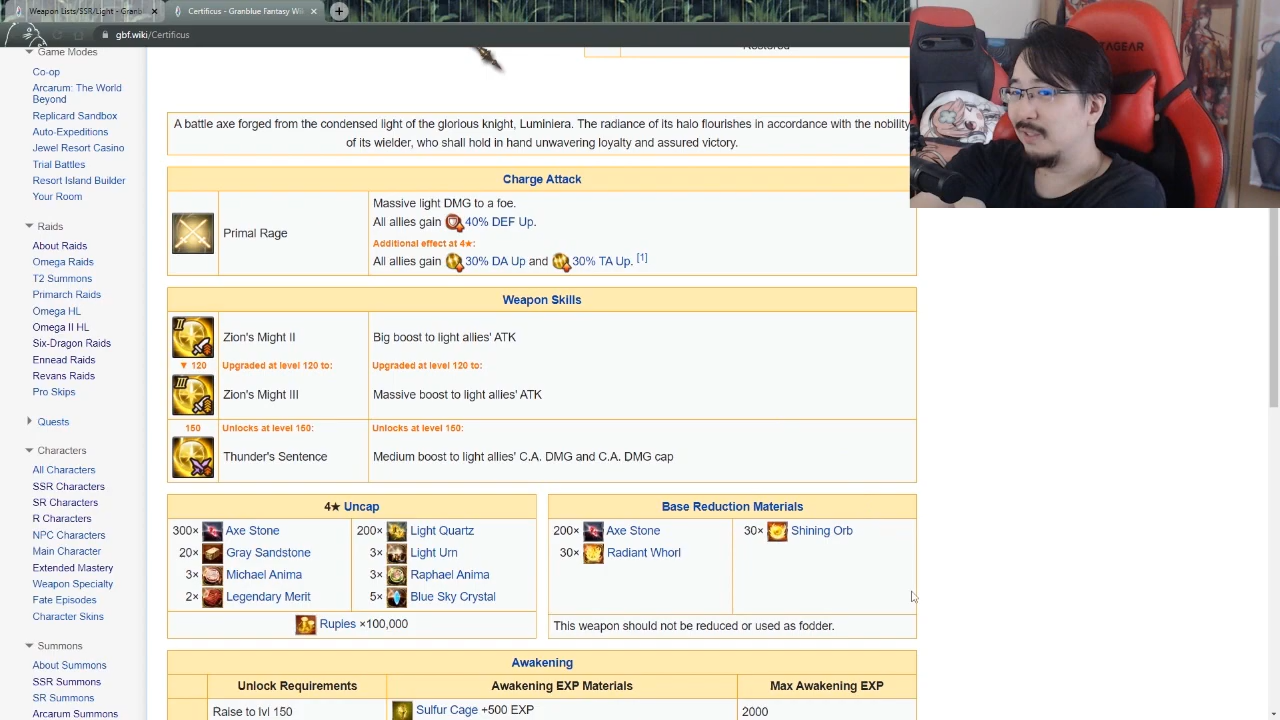 Weapon Lists/SSR/Light - Granbl
Certificus - Granblue Fantasy Wi
gbf.wiki/Certificus
Game Modes
Co-op
Arcarum: The World
Beyond
Replicard Sandbox
Auto-Expeditions
Jewel Resort Casino
Trial Battles
Resort Island Builder
Your Room
Raids
About Raids
Omega Raids
T2 Summons
Primarch Raids
Omega HL
Omega II HL
Six-Dragon Raids
Ennead Raids
Revans Raids
Pro Skips
Quests
Characters
All Characters
SSR Characters
SR Characters
R Characters
NPC Characters
Main Character
Extended Mastery
Weapon Specialty
Fate Episodes
Character Skins
Summons
About Summons
SSR Summons
SR Summons
Arcarum Summons
Restored
A battle axe forged from the condensed light of the glorious knight, Luminiera. The radiance of its halo flourishes in accordance with the nobility
of its wielder, who shall hold in hand unwavering loyalty and assured victory.
Charge Attack
Primal Rage
Massive light DMG to a foe.
All allies gain 40% DEF Up.
Additional effect at 4★:
All allies gain 30% DA Up and 30% TA Up. [1]
Weapon Skills
II
Zion's Might II
Big boost to light allies' ATK
▼ 120 Upgraded at level 120 to: Upgraded at level 120 to:
III
Zion's Might III
Massive boost to light allies' ATK
150 Unlocks at level 150: Unlocks at level 150:
Thunder's Sentence
Medium boost to light allies' C.A. DMG and C.A. DMG cap
4★ Uncap
300× Axe Stone 200× Light Quartz
20× Gray Sandstone 3× Light Urn
3× Michael Anima 3× Raphael Anima
2× Legendary Merit 5× Blue Sky Crystal
Rupies ×100,000
Base Reduction Materials
200× Axe Stone 30× Shining Orb
30× Radiant Whorl
This weapon should not be reduced or used as fodder.
Awakening
Unlock Requirements Awakening EXP Materials Max Awakening EXP
Raise to lvl 150 Sulfur Cage +500 EXP 2000